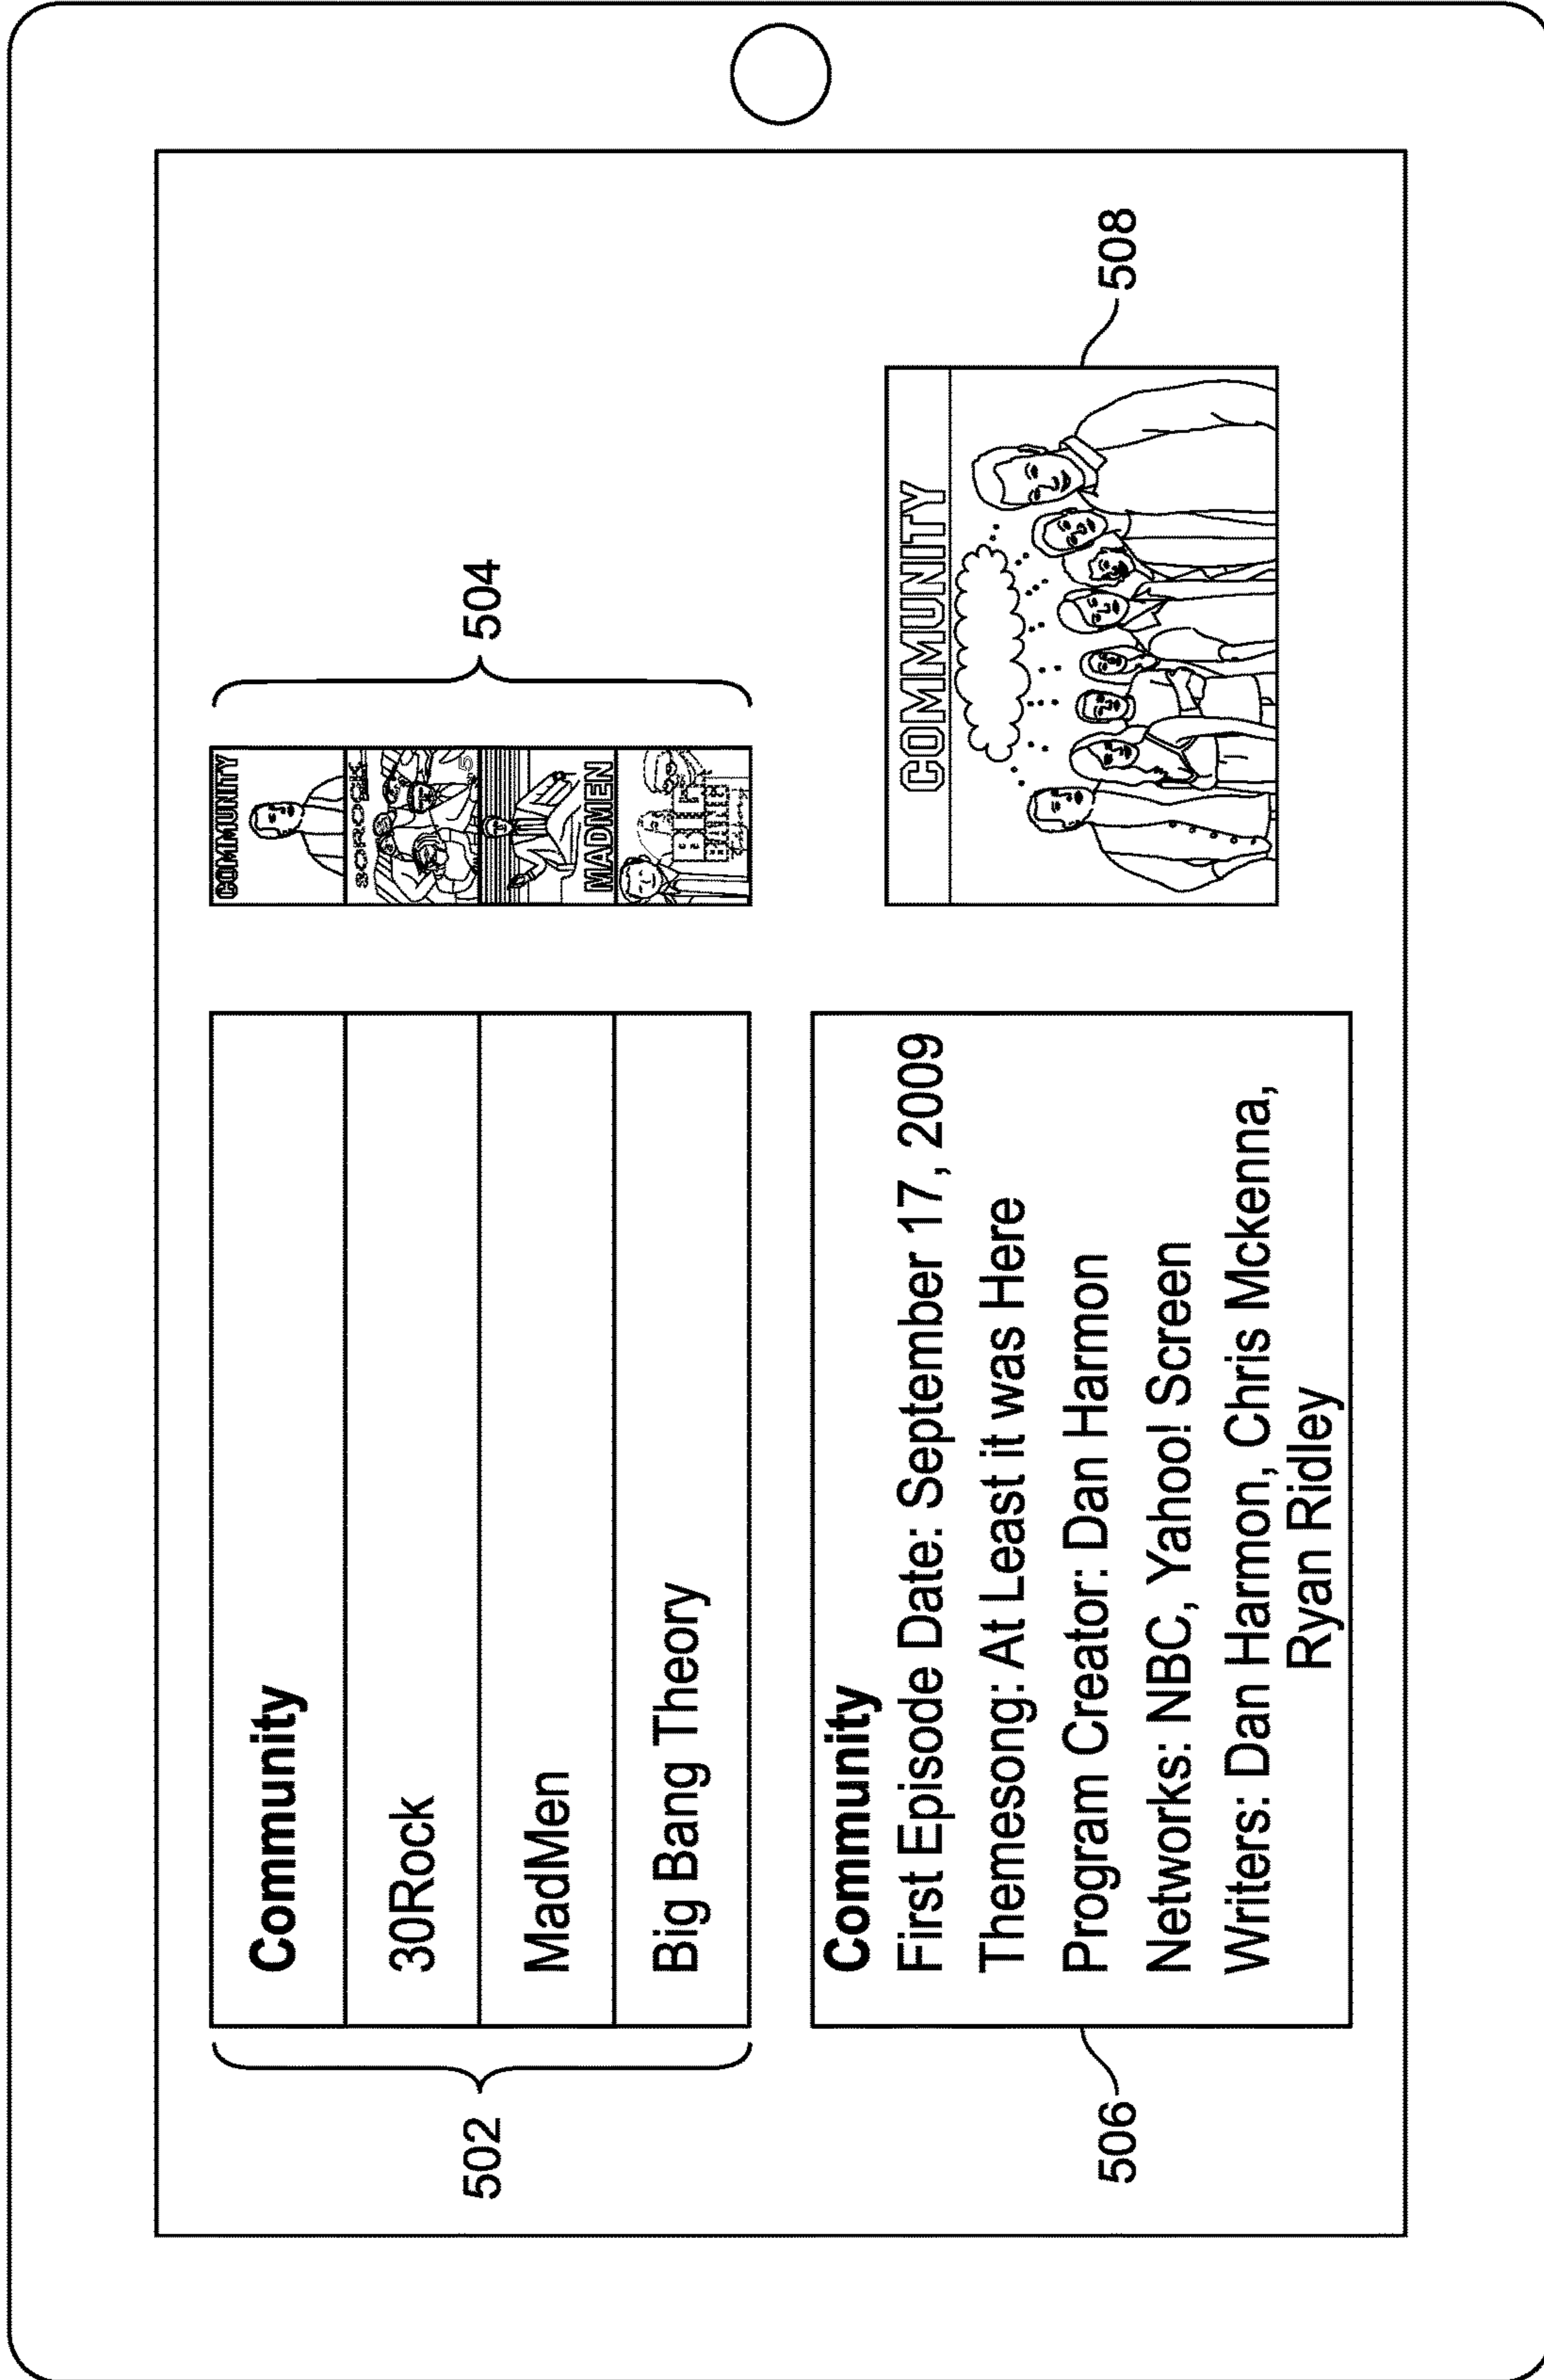 502
Community
30Rock
MadMen
Big Bang Theory
COMMUNITY
MADMEN
504
506
Community
First Episode Date: September 17, 2009
Themesong: At Least it was Here
Program Creator: Dan Harmon
Networks: NBC, Yahoo! Screen
Writers: Dan Harmon, Chris Mckenna,
Ryan Ridley
COMMUNITY
508